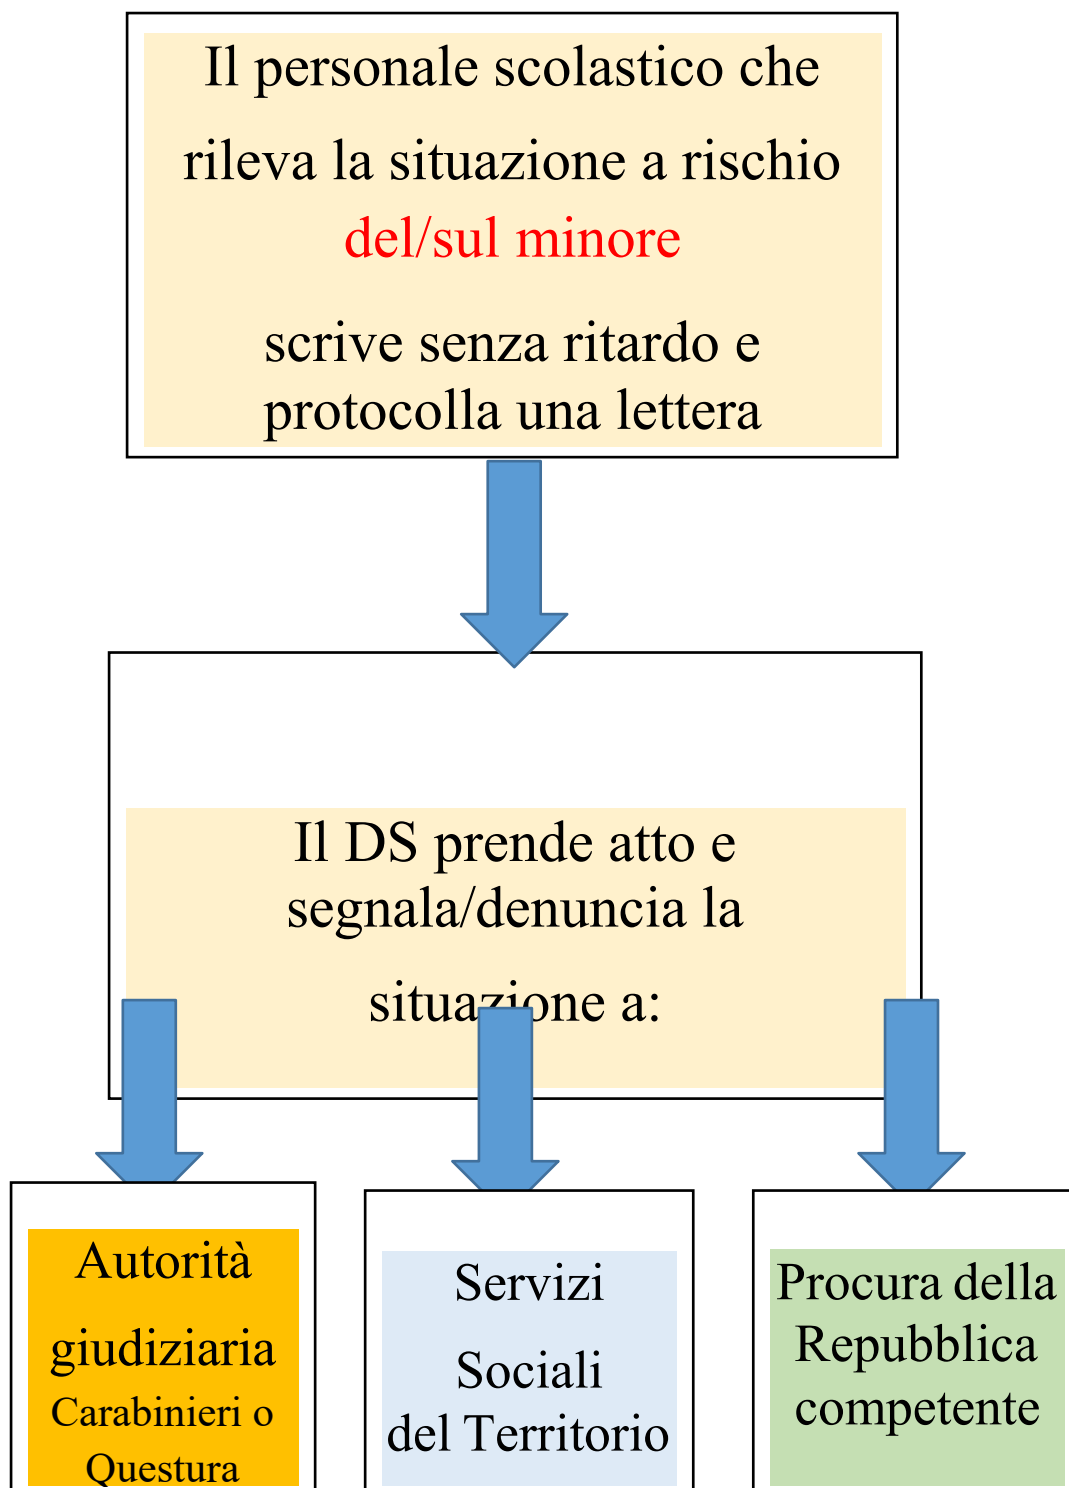 Il personale scolastico che
rileva la situazione a rischio
del/sul minore
scrive senza ritardo e
protocolla una lettera
Il DS prende atto e
segnala/denuncia la
situazione a:
Autorità
giudiziaria
Carabinieri o
Questura
Servizi
Sociali
del Territorio
Procura della
Repubblica
competente